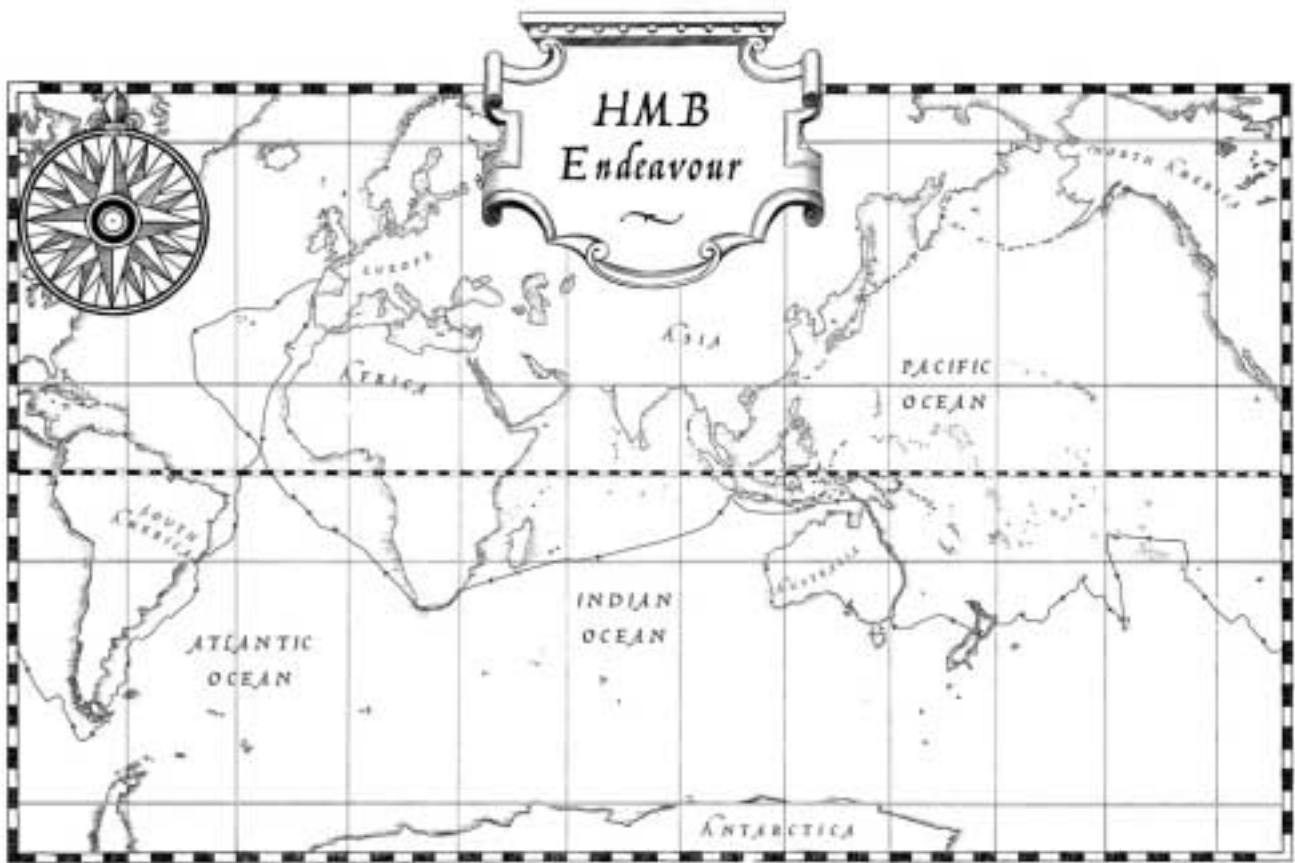 HMB
Endeavour
NORTH AMERICA
EUROPE
ASIA
AFRICA
PACIFIC
OCEAN
SOUTH
AMERICA
AUSTRALIA
INDIAN
OCEAN
ATLANTIC
OCEAN
ANTARCTICA